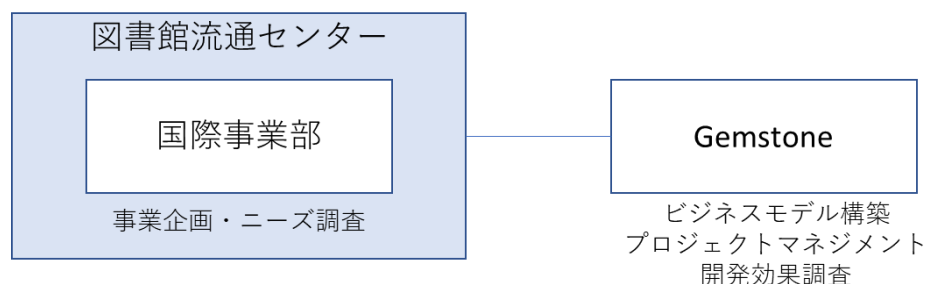 図書館流通センター
国際事業部
事業企画・ニーズ調査
Gemstone
ビジネスモデル構築
プロジェクトマネジメント
開発効果調査